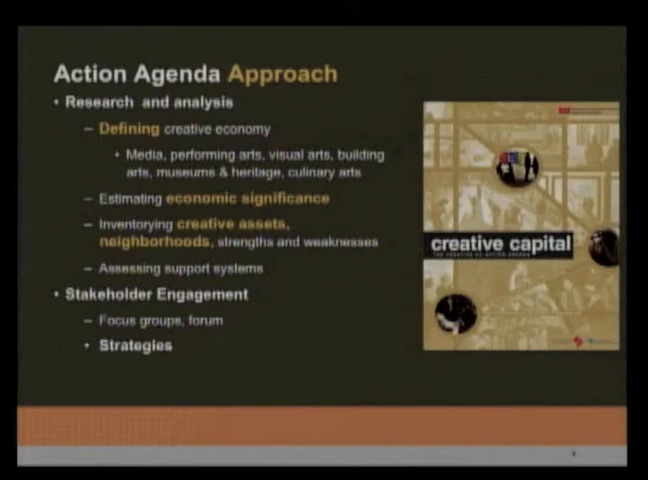 Action Agenda Approach
• Research and analysis
– Defining creative economy
• Media, performing arts, visual arts, building
arts, museums & heritage, culinary arts
– Estimating economic significance
– Inventorying creative assets,
neighborhoods, strengths and weaknesses
– Assessing support systems
• Stakeholder Engagement
– Focus groups, forum
• Strategies
creative capital
4